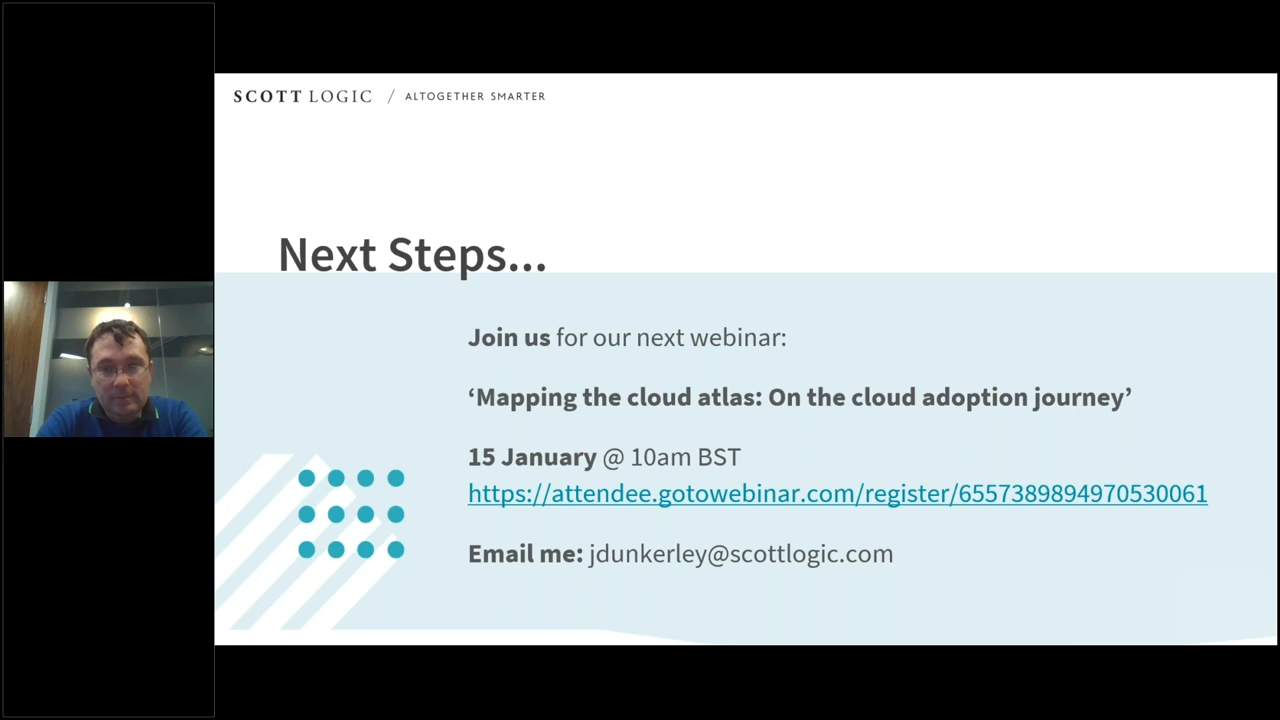 SCOTT LOGIC / ALTOGETHER SMARTER
Next Steps...
Join us for our next webinar:
‘Mapping the cloud atlas: On the cloud adoption journey’
15 January @ 10am BST
https://attendee.gotowebinar.com/register/6557389894970530061
Email me: jdunkerley@scottlogic.com